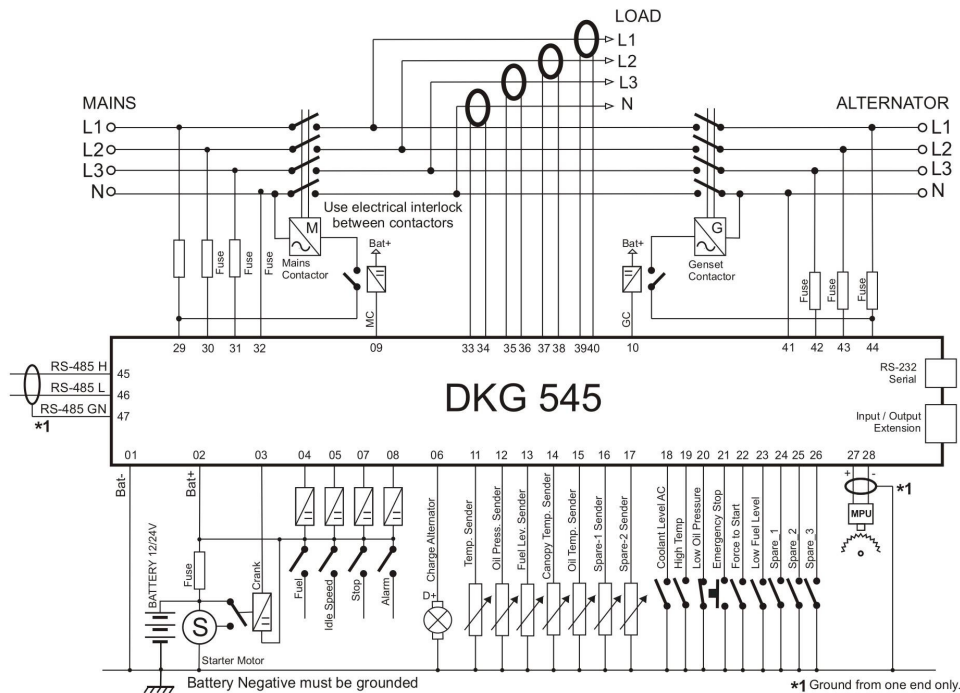 LOAD
L1
L2
L3
N
MAINS
L1
L2
L3
N
ALTERNATOR
L1
L2
L3
N
Use electrical interlock
between contactors
M
Mains
Contactor
Bat+
MC
Bat+
GC
G
Genset
Contactor
Fuse
Fuse
Fuse
Fuse
Fuse
Fuse
29 30 31 32 09 33 34 35 36 37 38 39 40 10 41 42 43 44
RS-485 H
45
RS-485 L
46
RS-485 GN
47
*1
DKG 545
RS-232
Serial
Input / Output
Extension
01 02 03 04 05 07 08 06 11 12 13 14 15 16 17 18 19 20 21 22 23 24 25 26 27 28
Bat-
Bat+
BATTERY 12/24V
Fuse
S
Starter Motor
Crank
Fuel
Idle Speed
Stop
Alarm
Charge Alternator
D+
Temp. Sender
Oil Press. Sender
Fuel Lev. Sender
Canopy Temp. Sender
Oil Temp. Sender
Spare-1 Sender
Spare-2 Sender
Coolant Level AC
High Temp
Low Oil Pressure
Emergency Stop
Force to Start
Low Fuel Level
Spare_1
Spare_2
Spare_3
+ -
*1
MPU
Battery Negative must be grounded
*1 Ground from one end only.